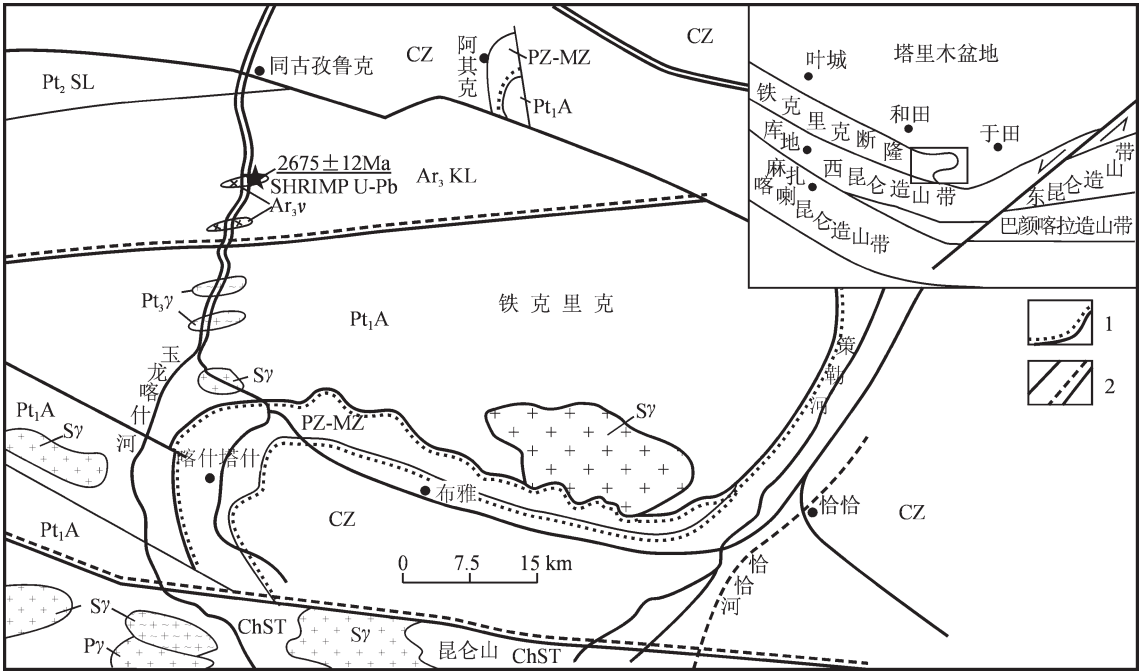 同古孜鲁克
CZ
阿其克
PZ-MZ
CZ
Pt₂ SL
Pt₁A
2675±12Ma
SHRIMP U-Pb
Ar₃ KL
Ar₃ν
Pt₃γ
Pt₁A
铁克里克
玉龙喀什河
Sγ
Pt₁A
Sγ
PZ-MZ
Sγ
策勒河
喀什塔什
布雅
恰恰
CZ
CZ
Pt₁A
0 7.5 15 km
恰恰河
Sγ
Pγ
ChST
Sγ
昆仑山
ChST
塔里木盆地
叶城
和田
于田
铁克里克断隆
库地
西昆仑造山带
麻扎
喀喇昆仑造山带
东昆仑造山带
巴颜喀拉造山带
1
2